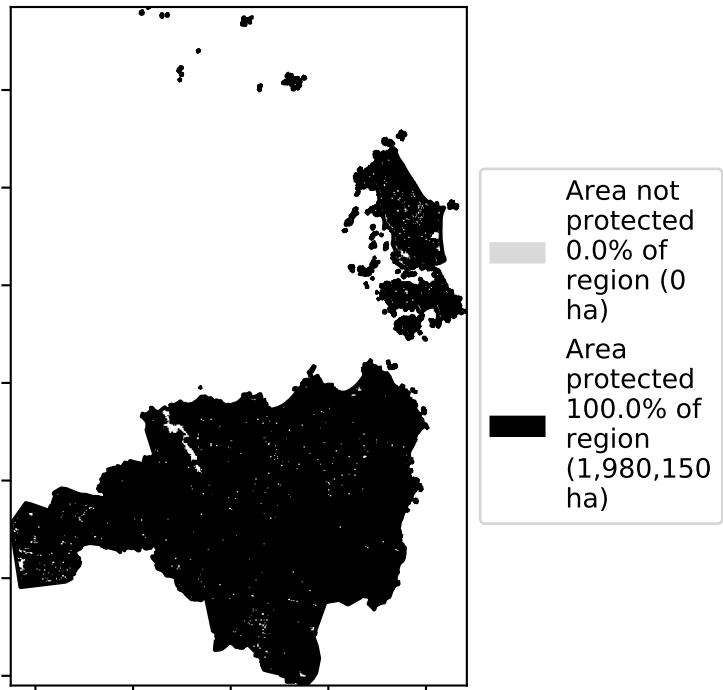 Area not
protected
0.0% of
region (0
ha)
Area
protected
100.0% of
region
(1,980,150
ha)